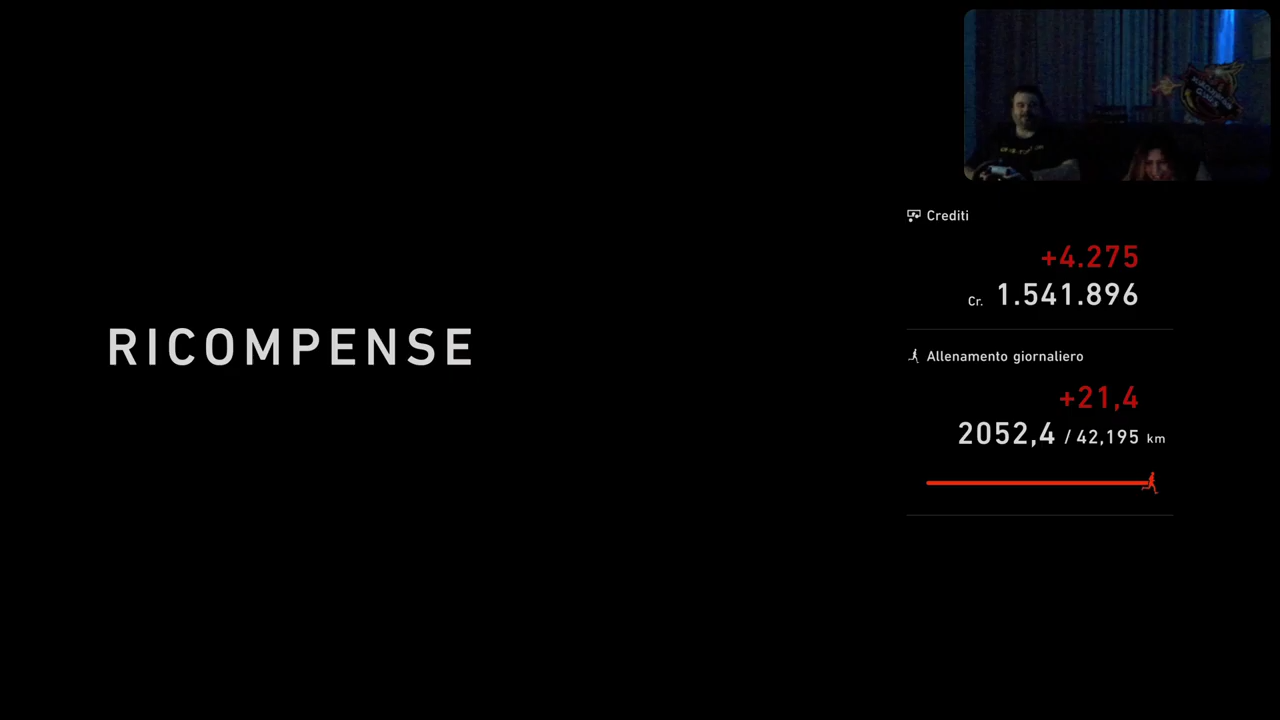 RICOMPENSE
Crediti
+4.275
Cr. 1.541.896
Allenamento giornaliero
+21,4
2052,4 / 42,195 km